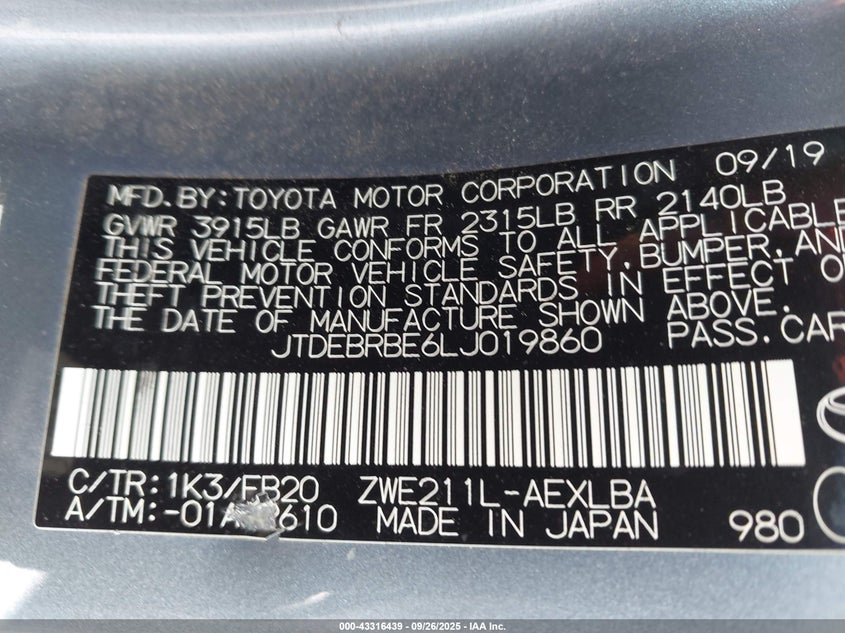 MFD. BY: TOYOTA MOTOR CORPORATION 09/19
GVWR 3915LB GAWR FR 2315LB RR 2140LB
THIS VEHICLE CONFORMS TO ALL APPLICABLE
FEDERAL MOTOR VEHICLE SAFETY, BUMPER, AND
THEFT PREVENTION STANDARDS IN EFFECT O
THE DATE OF MANUFACTURE SHOWN ABOVE.
JTDEBRBE6LJ019860 PASS. CAR
C/TR: 1K3/EB20 ZWE211L-AEXLBA
A/TM: MADE IN JAPAN 980
000-43316439 - 09/26/2025 - IAA Inc.